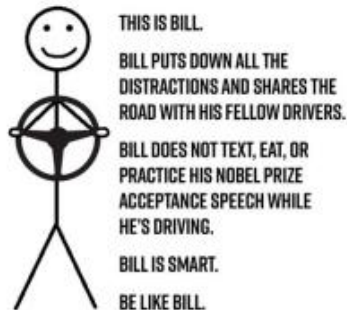 THIS IS BILL.
BILL PUTS DOWN ALL THE
DISTRACTIONS AND SHARES THE
ROAD WITH HIS FELLOW DRIVERS.
BILL DOES NOT TEXT, EAT, OR
PRACTICE HIS NOBEL PRIZE
ACCEPTANCE SPEECH WHILE
HE'S DRIVING.
BILL IS SMART.
BE LIKE BILL.